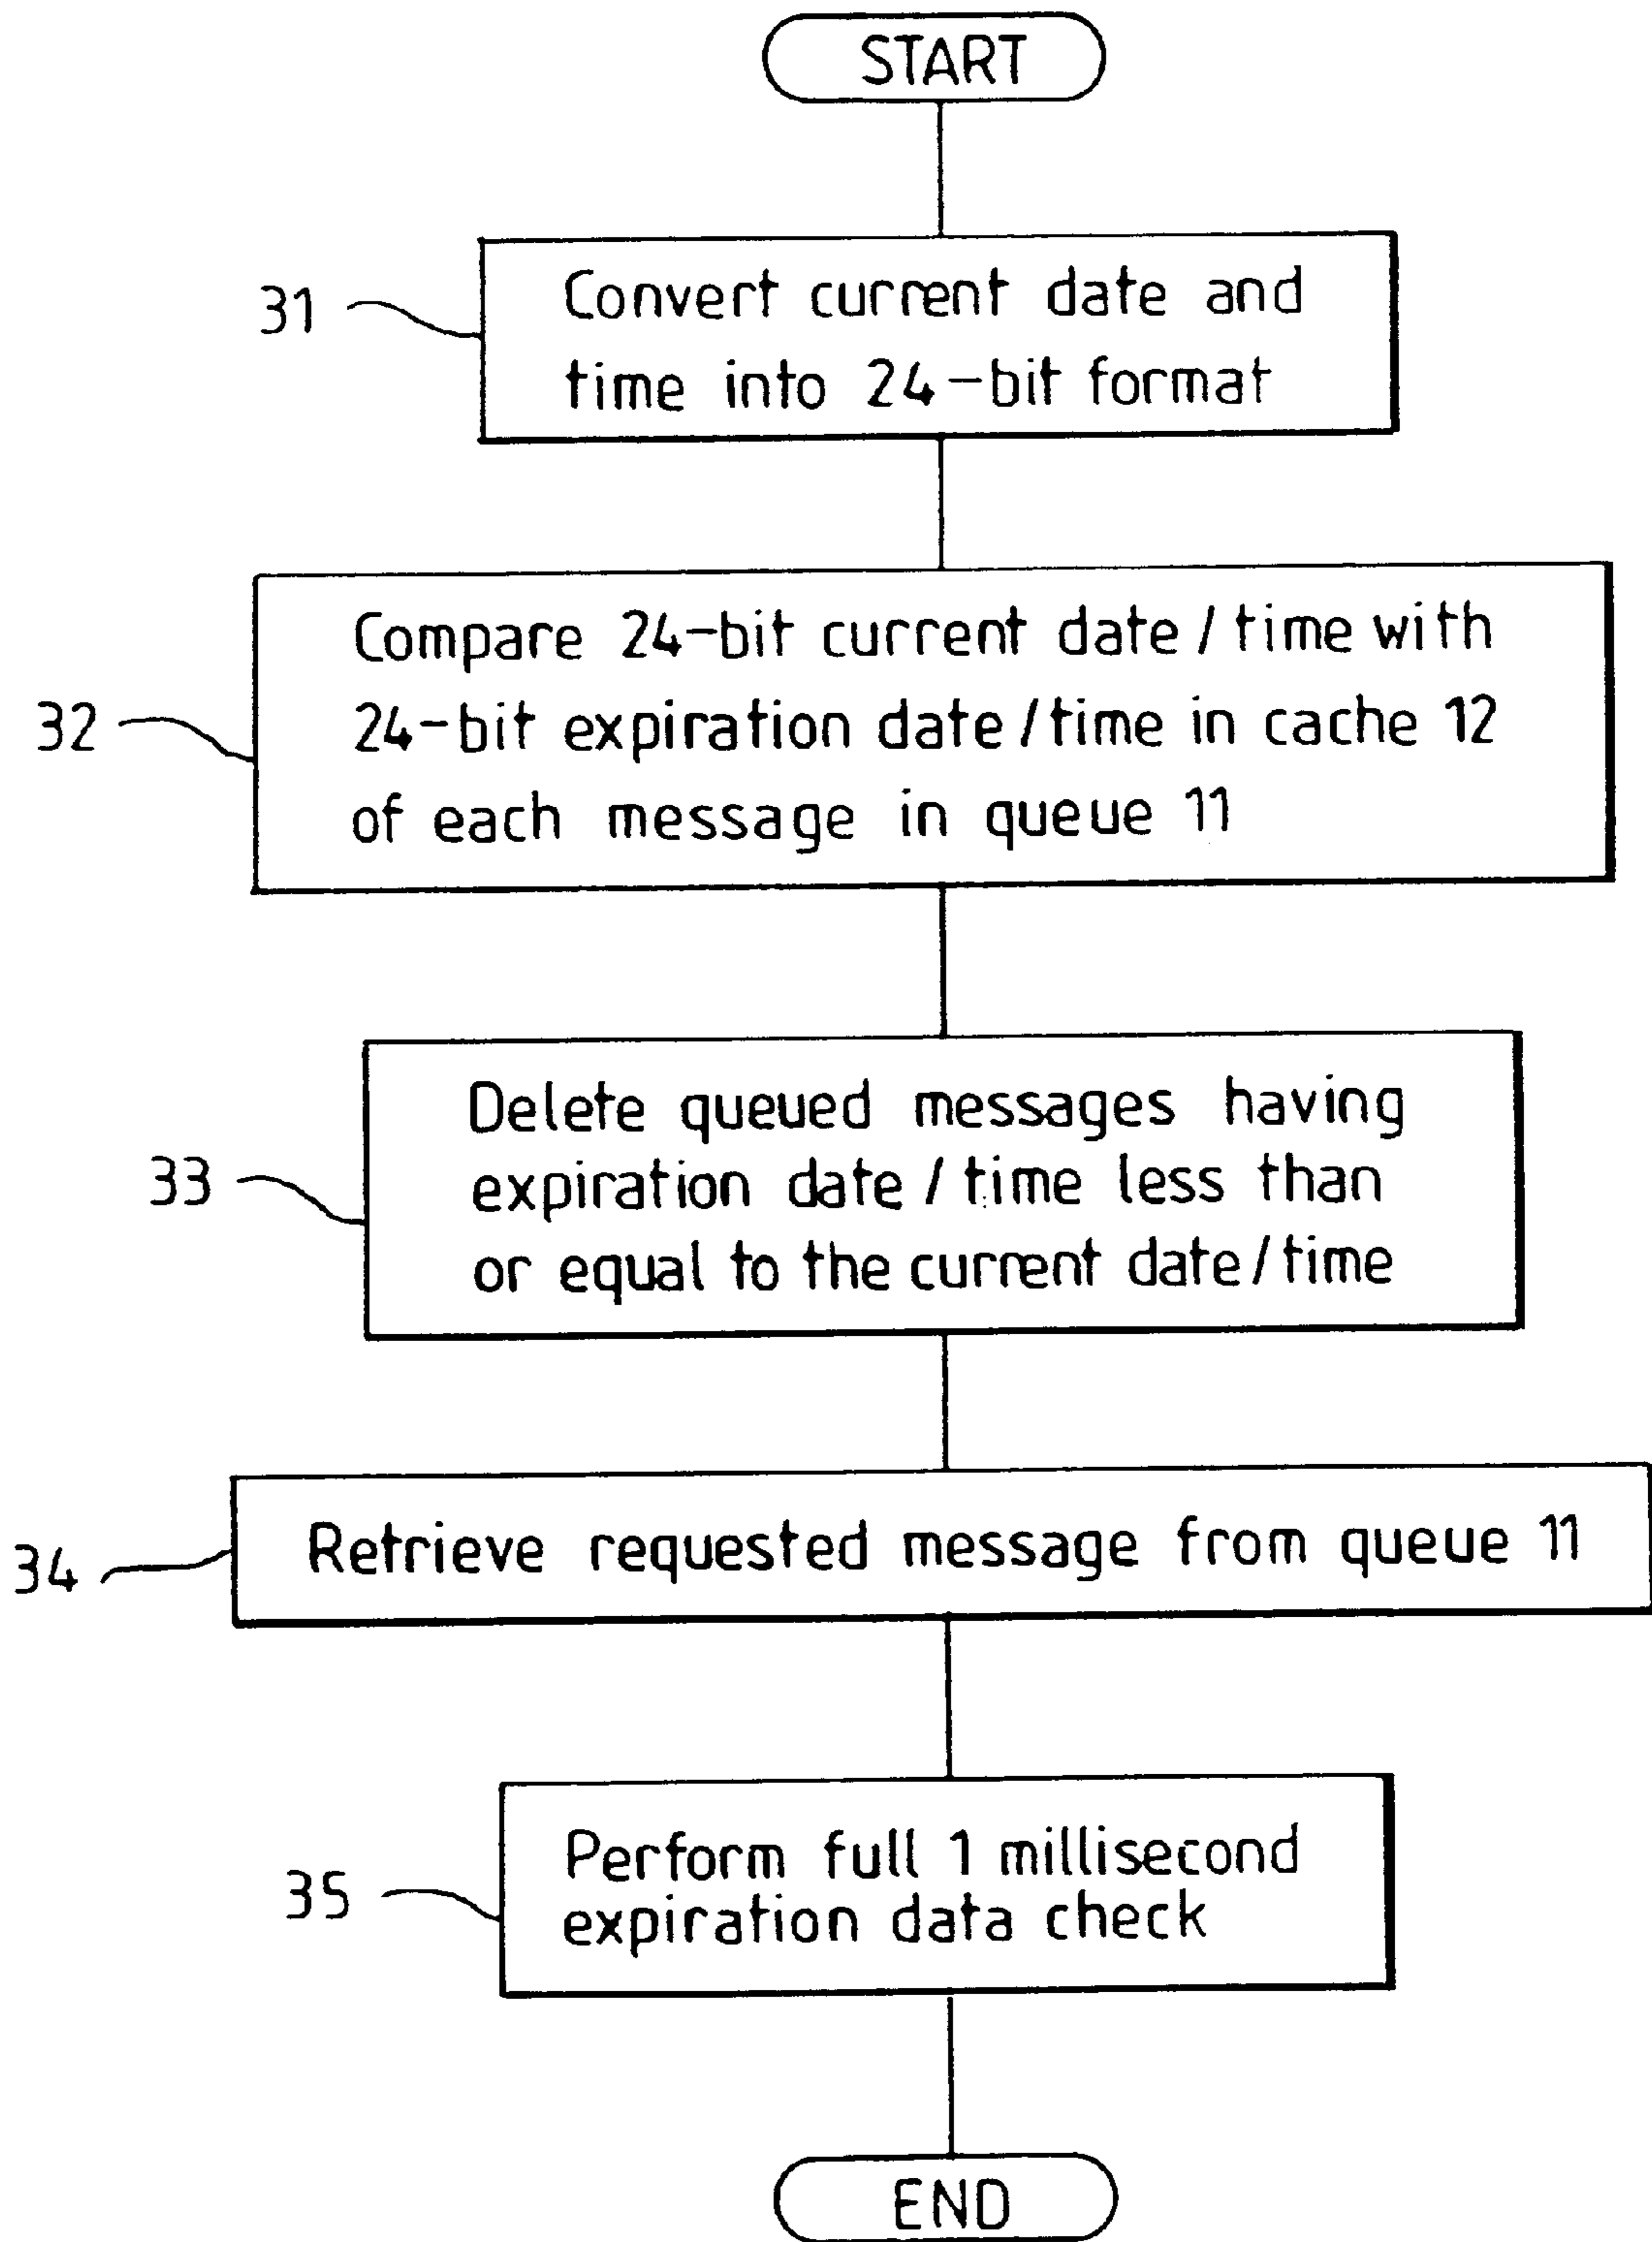 START
31
Convert current date and
time into 24-bit format
32
Compare 24-bit current date / time with
24-bit expiration date / time in cache 12
of each message in queue 11
33
Delete queued messages having
expiration date / time less than
or equal to the current date / time
34
Retrieve requested message from queue 11
35
Perform full 1 millisecond
expiration data check
END